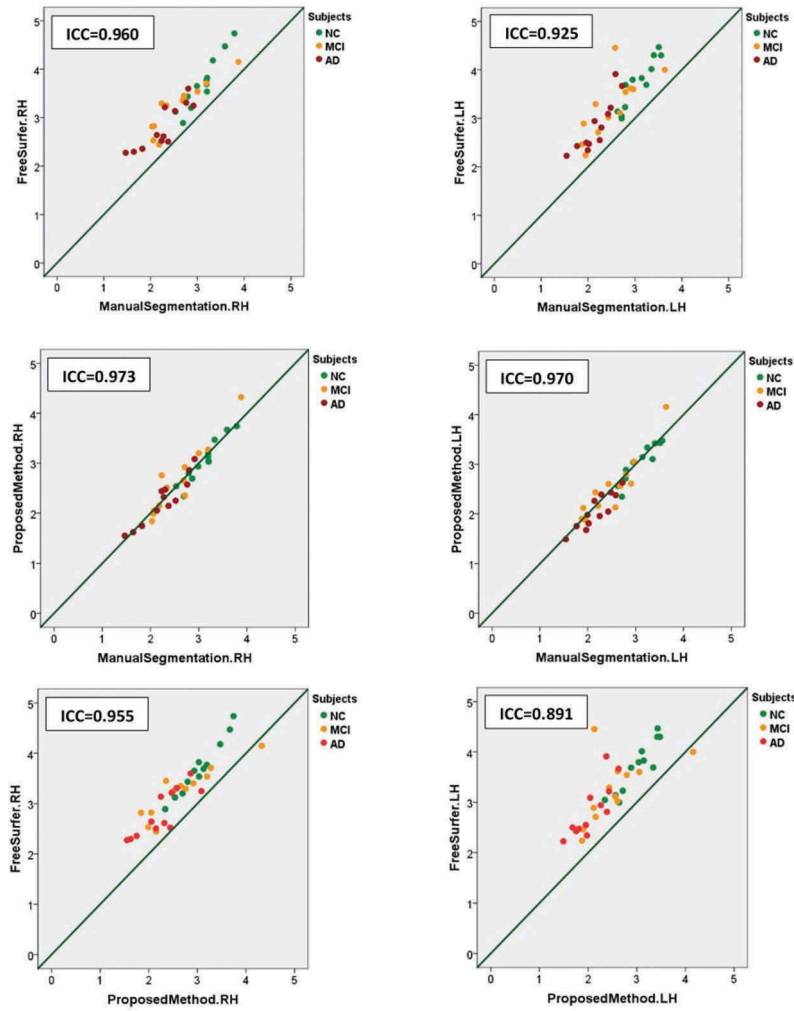 ICC=0.960
Subjects
NC
MCI
AD
5
4
3
2
1
0
FreeSurfer.RH
0 1 2 3 4 5
ManualSegmentation.RH
ICC=0.925
Subjects
NC
MCI
AD
5
4
3
2
1
0
FreeSurfer.LH
0 1 2 3 4 5
ManualSegmentation.LH
ICC=0.973
Subjects
NC
MCI
AD
5
4
3
2
1
0
ProposedMethod.RH
0 1 2 3 4 5
ManualSegmentation.RH
ICC=0.970
Subjects
NC
MCI
AD
5
4
3
2
1
0
ProposedMethod.LH
0 1 2 3 4 5
ManualSegmentation.LH
ICC=0.955
Subjects
NC
MCI
AD
5
4
3
2
1
0
FreeSurfer.RH
0 1 2 3 4 5
ProposedMethod.RH
ICC=0.891
Subjects
NC
MCI
AD
5
4
3
2
1
0
FreeSurfer.LH
0 1 2 3 4 5
ProposedMethod.LH